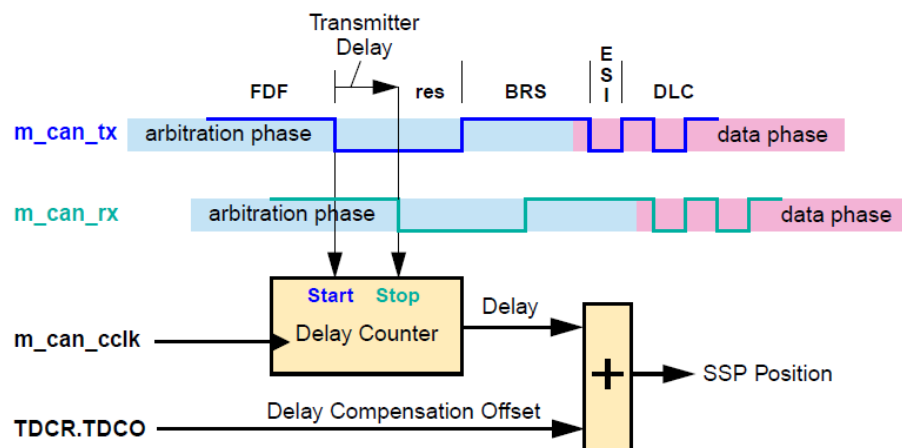 Transmitter
Delay
FDF
res
BRS
E
S
I
DLC
m_can_tx
arbitration phase
data phase
m_can_rx
arbitration phase
data phase
Start
Stop
Delay Counter
Delay
m_can_cclk
+
SSP Position
Delay Compensation Offset
TDCR.TDCO